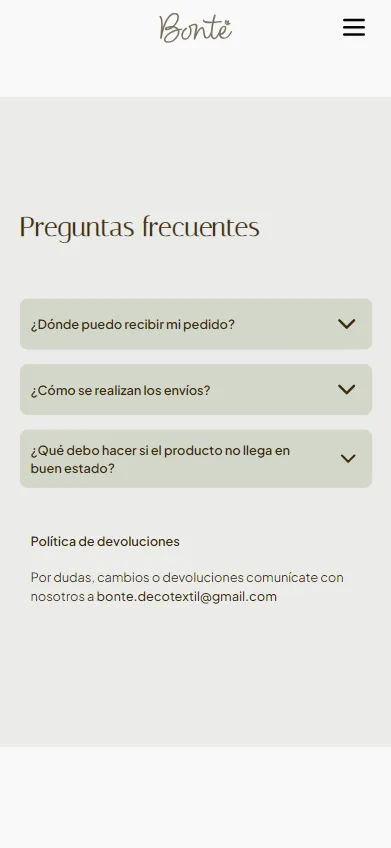 Bonte
Preguntas frecuentes
¿Dónde puedo recibir mi pedido?
¿Cómo se realizan los envíos?
¿Qué debo hacer si el producto no llega en
buen estado?
Política de devoluciones
Por dudas, cambios o devoluciones comunícate con
nosotros a bonte.decotextil@gmail.com